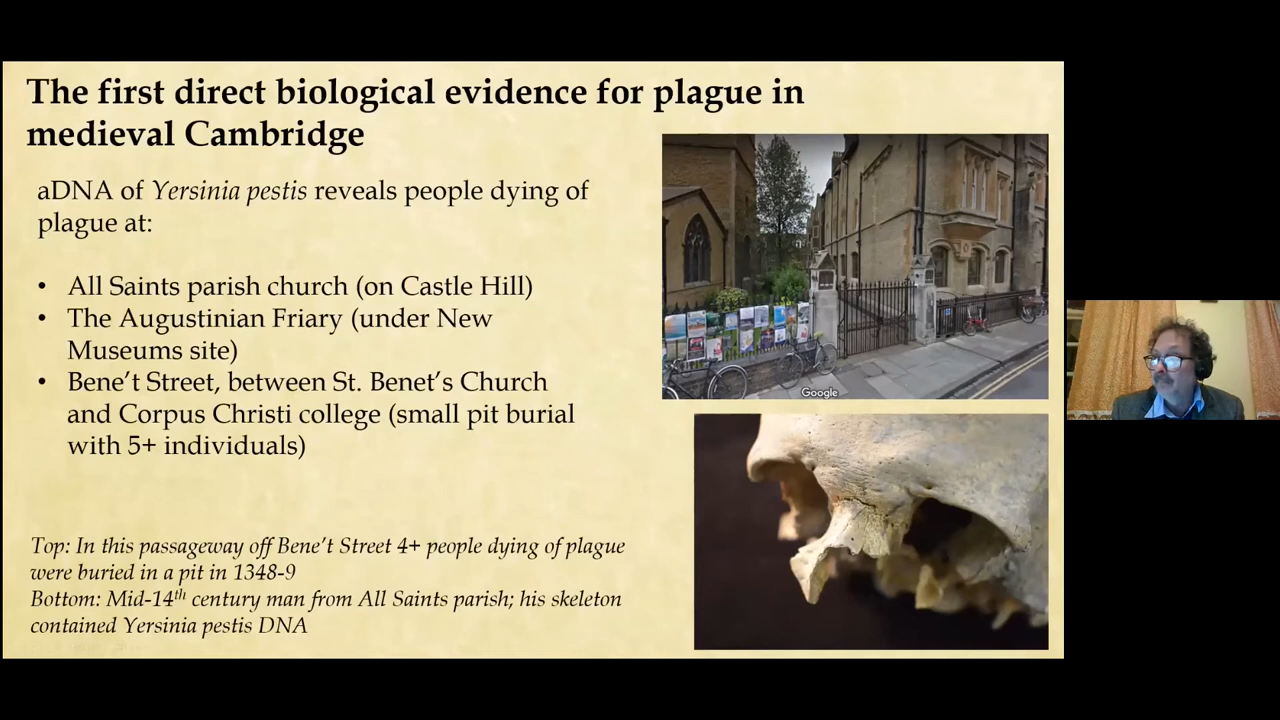 The first direct biological evidence for plague in
medieval Cambridge
aDNA of Yersinia pestis reveals people dying of
plague at:
• All Saints parish church (on Castle Hill)
• The Augustinian Friary (under New
Museums site)
• Bene’t Street, between St. Benet’s Church
and Corpus Christi college (small pit burial
with 5+ individuals)
Top: In this passageway off Bene’t Street 4+ people dying of plague
were buried in a pit in 1348-9
Bottom: Mid-14th century man from All Saints parish; his skeleton
contained Yersinia pestis DNA
Google